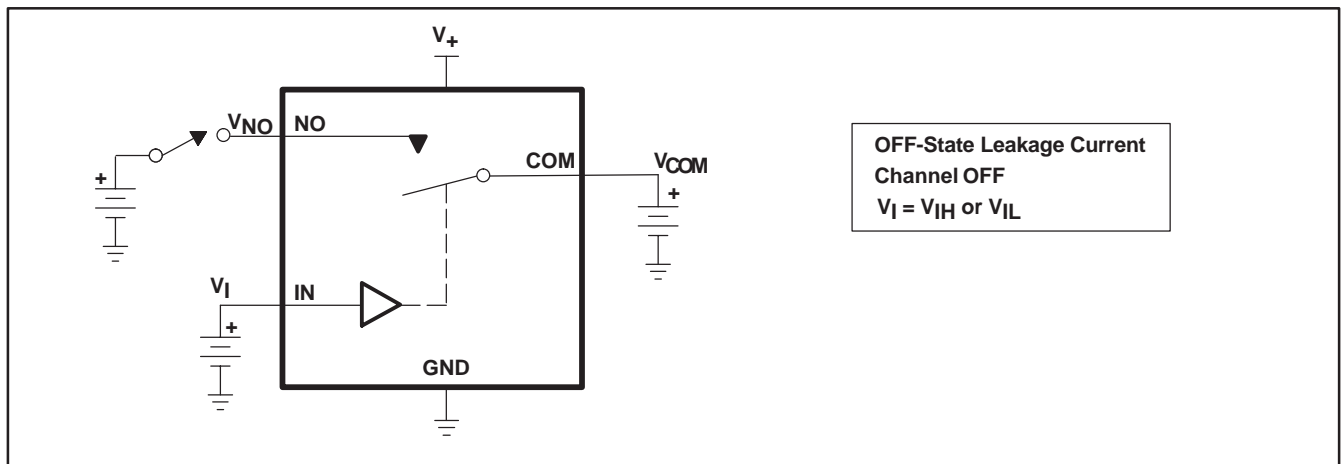 V+
VNO NO
COM VCOM
+
+
VI IN
+
GND
OFF-State Leakage Current
Channel OFF
VI = VIH or VIL